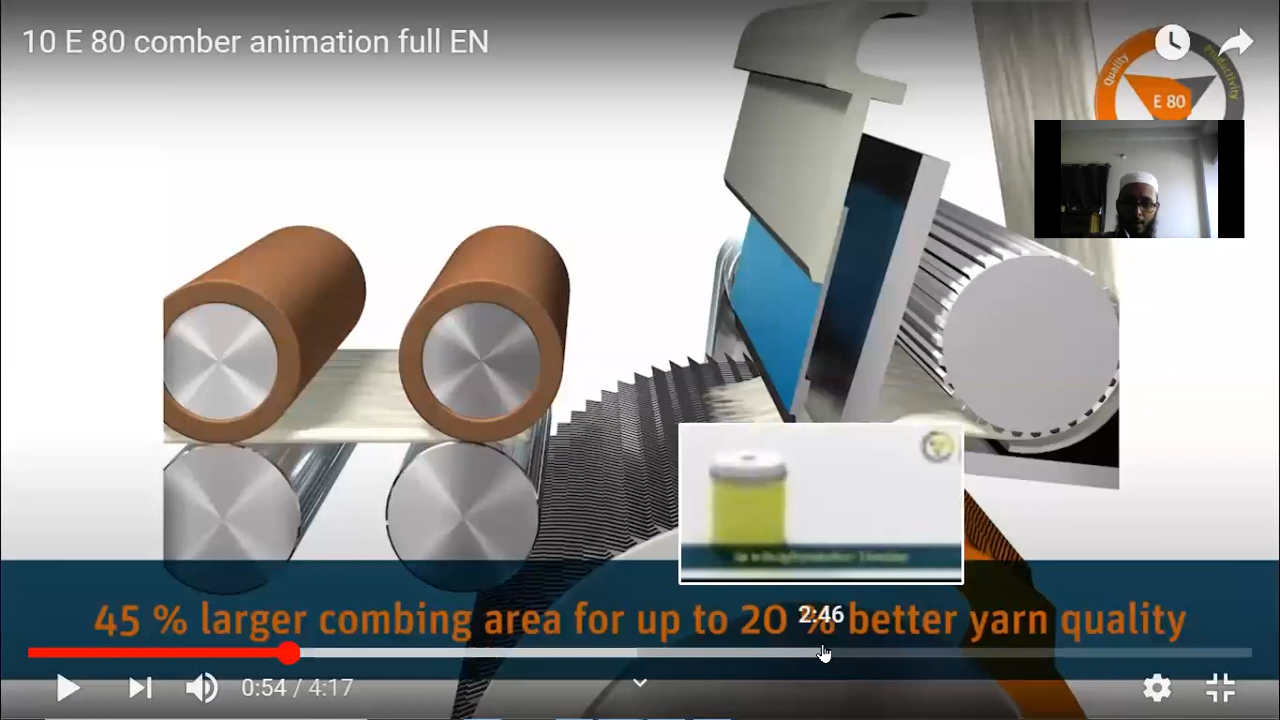 10 E 80 comber animation full EN
Quality
Productivity
E 80
45 % larger combing area for up to 20 % better yarn quality
2:46
0:54 / 4:17